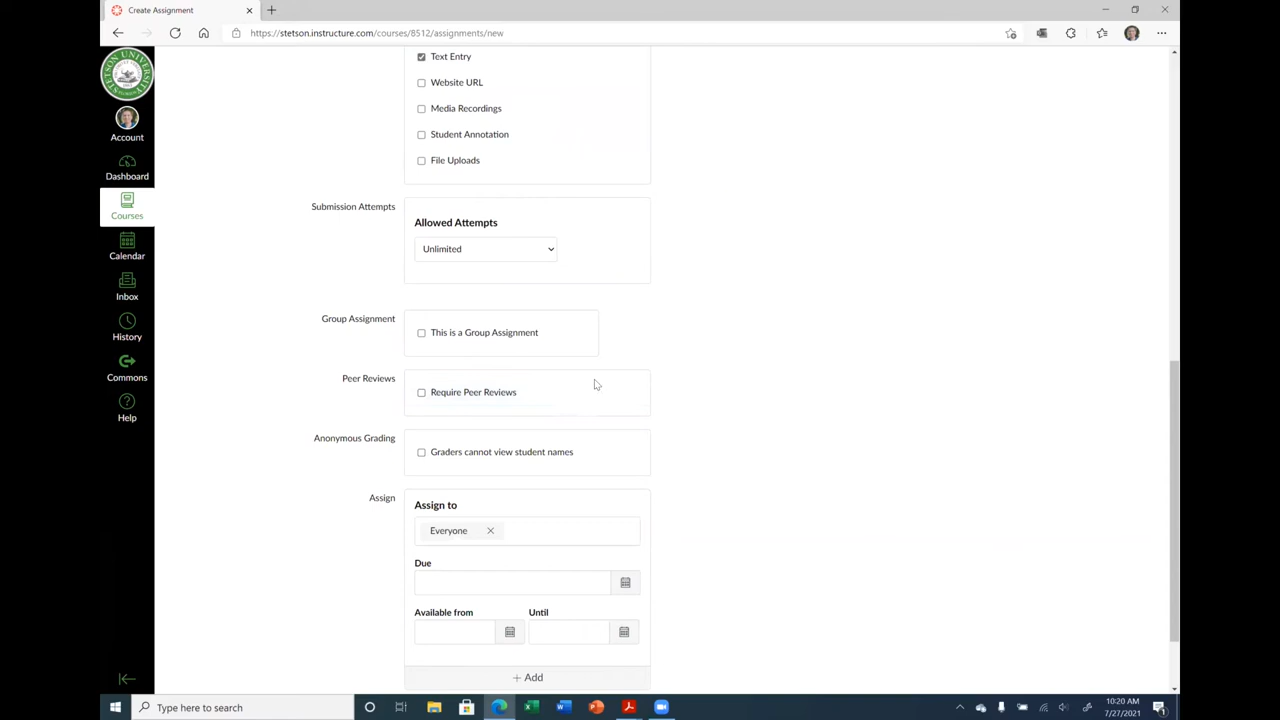 Create Assignment
https://stetson.instructure.com/courses/8512/assignments/new
STETSON UNIVERSITY
Account
Dashboard
Courses
Calendar
Inbox
History
Commons
Help
Text Entry
Website URL
Media Recordings
Student Annotation
File Uploads
Submission Attempts
Allowed Attempts
Unlimited
Group Assignment
This is a Group Assignment
Peer Reviews
Require Peer Reviews
Anonymous Grading
Graders cannot view student names
Assign
Assign to
Everyone
Due
Available from Until
+ Add
Type here to search
10:20 AM
7/27/2021
1